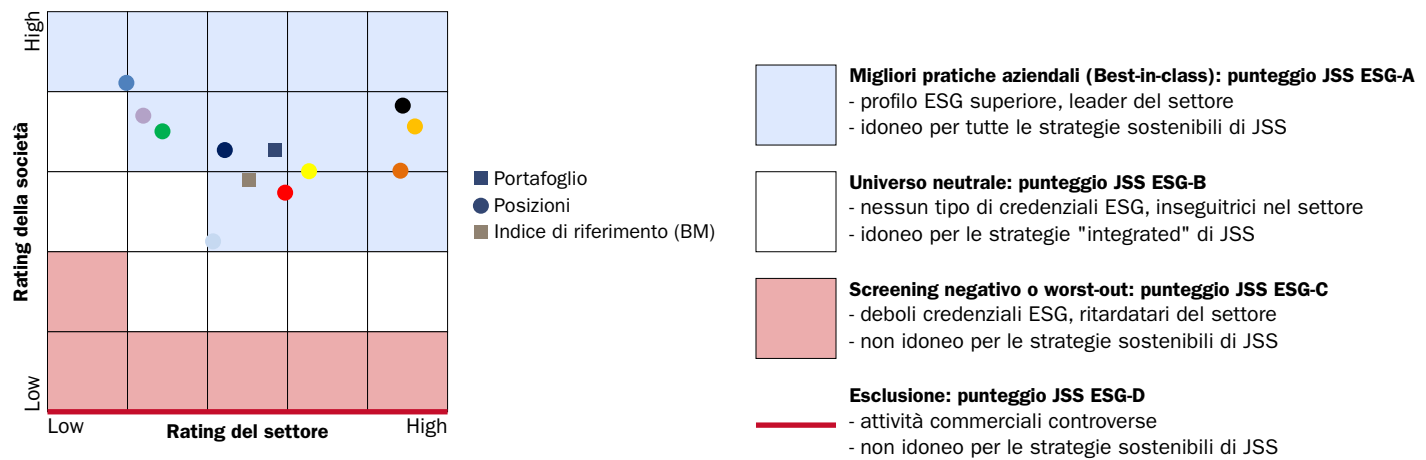 High
Rating della società
Low
Low
Rating del settore
High
Portafoglio
Posizioni
Indice di riferimento (BM)
Migliori pratiche aziendali (Best-in-class): punteggio JSS ESG-A
- profilo ESG superiore, leader del settore
- idoneo per tutte le strategie sostenibili di JSS
Universo neutrale: punteggio JSS ESG-B
- nessun tipo di credenziali ESG, inseguitrici nel settore
- idoneo per le strategie "integrated" di JSS
Screening negativo o worst-out: punteggio JSS ESG-C
- deboli credenziali ESG, ritardatari del settore
- non idoneo per le strategie sostenibili di JSS
Esclusione: punteggio JSS ESG-D
- attività commerciali controverse
- non idoneo per le strategie sostenibili di JSS